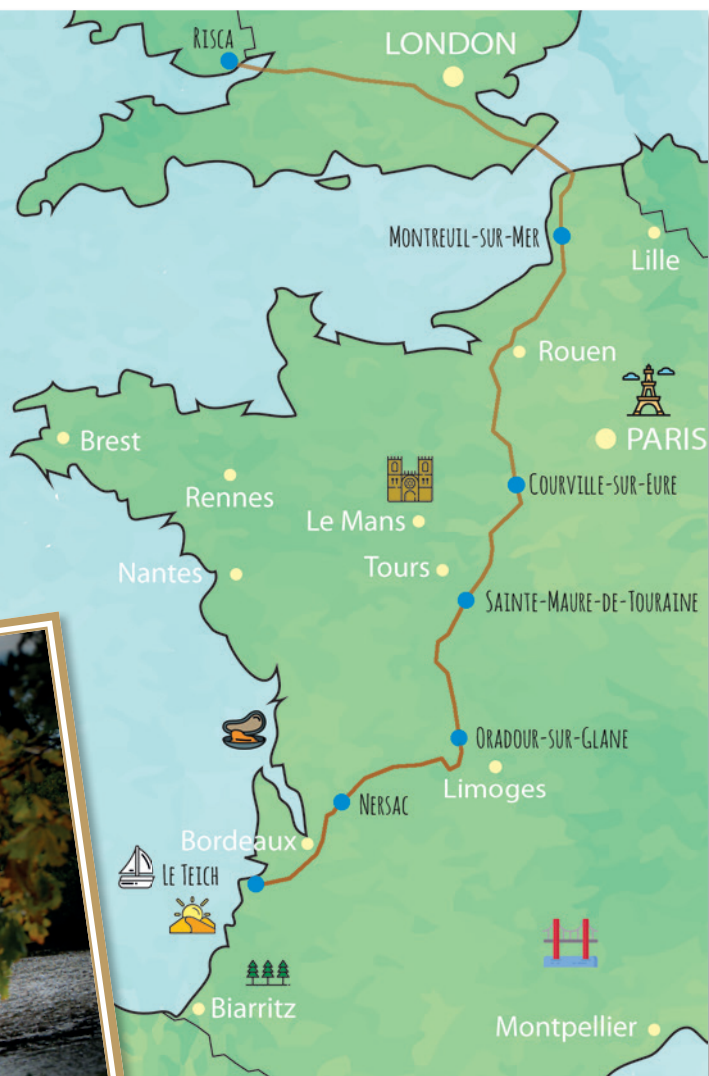 RISCA
LONDON
MONTREUIL-SUR-MER
Lille
Rouen
Brest
PARIS
Rennes
COURVILLE-SUR-EURE
Le Mans
Nantes
Tours
SAINTE-MAURE-DE-TOURAINE
ORADOUR-SUR-GLANE
Limoges
NERSAC
Bordeaux
LE TEICH
Biarritz
Montpellier